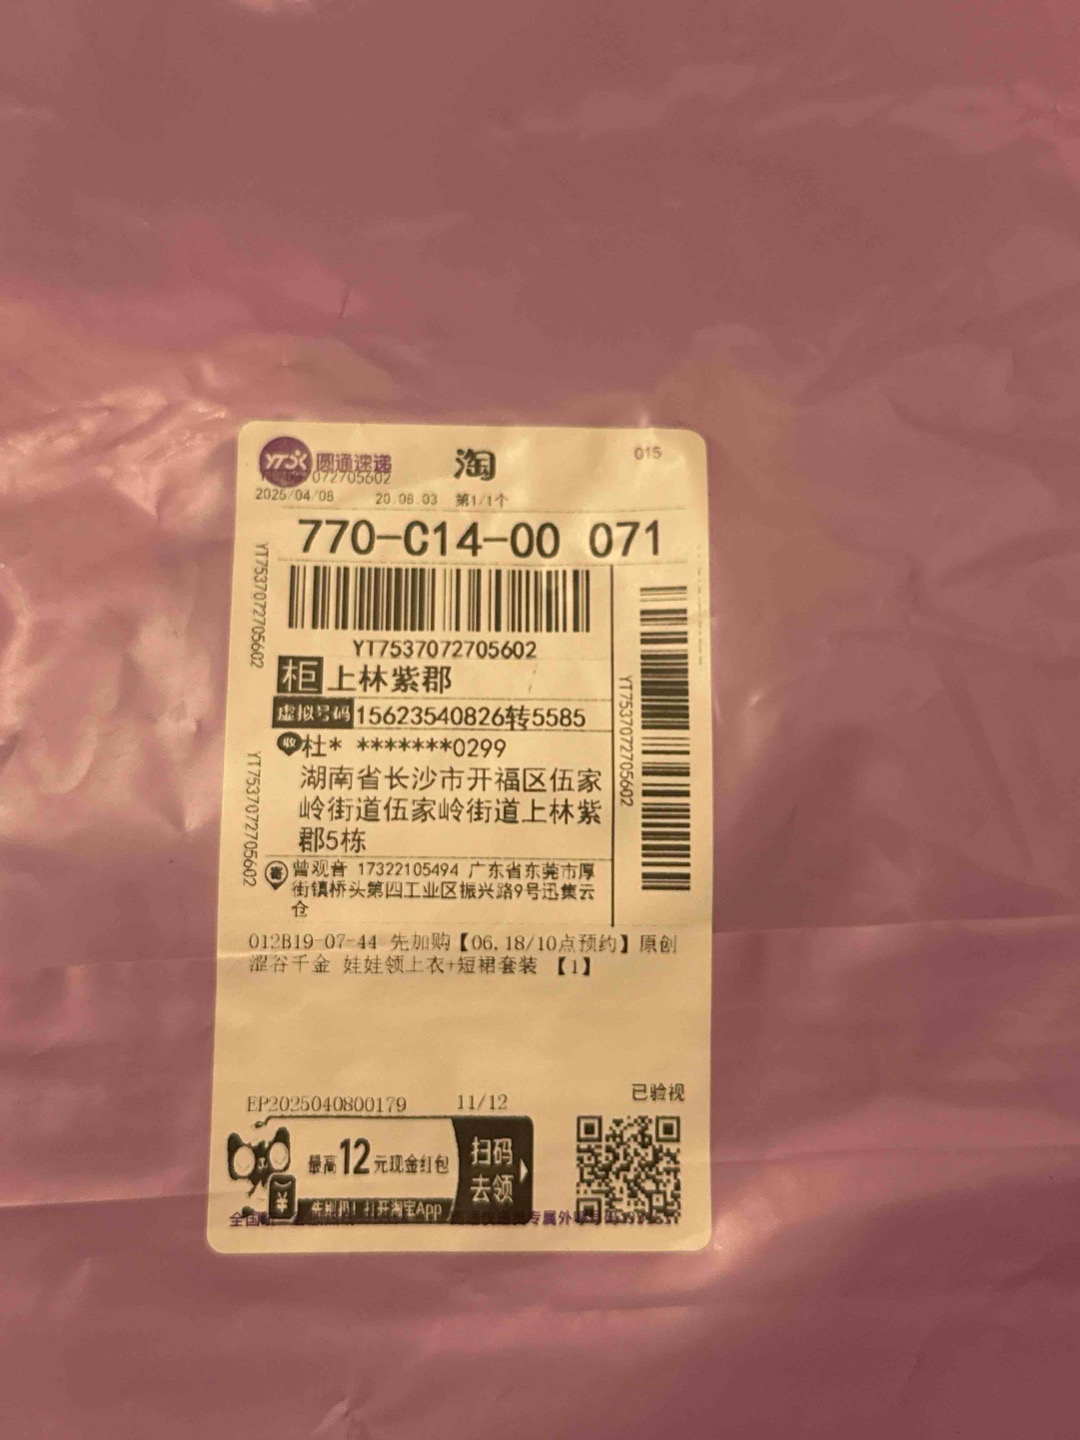 圆通速递
淘
015
072705602
2025/04/08 20:08:03 第1/1个
770-C14-00 071
YT7537072705602
YT7537072705602
柜 上林紫郡
虚拟号码 15623540826转5585
收 杜* *******0299
湖南省长沙市开福区伍家
岭街道伍家岭街道上林紫
郡5栋
YT7537072705602
YT7537072705602
寄 曾观音 17322105494 广东省东莞市厚
街镇桥头第四工业区振兴路9号迅集云
仓
012B19-07-44 先加购【06.18/10点预约】原创
涩谷千金 娃娃领上衣+短裙套装 【1】
已验视
EP2025040800179 11/12
最高12元现金红包
扫码
去领
打开淘宝App
全国
专属外